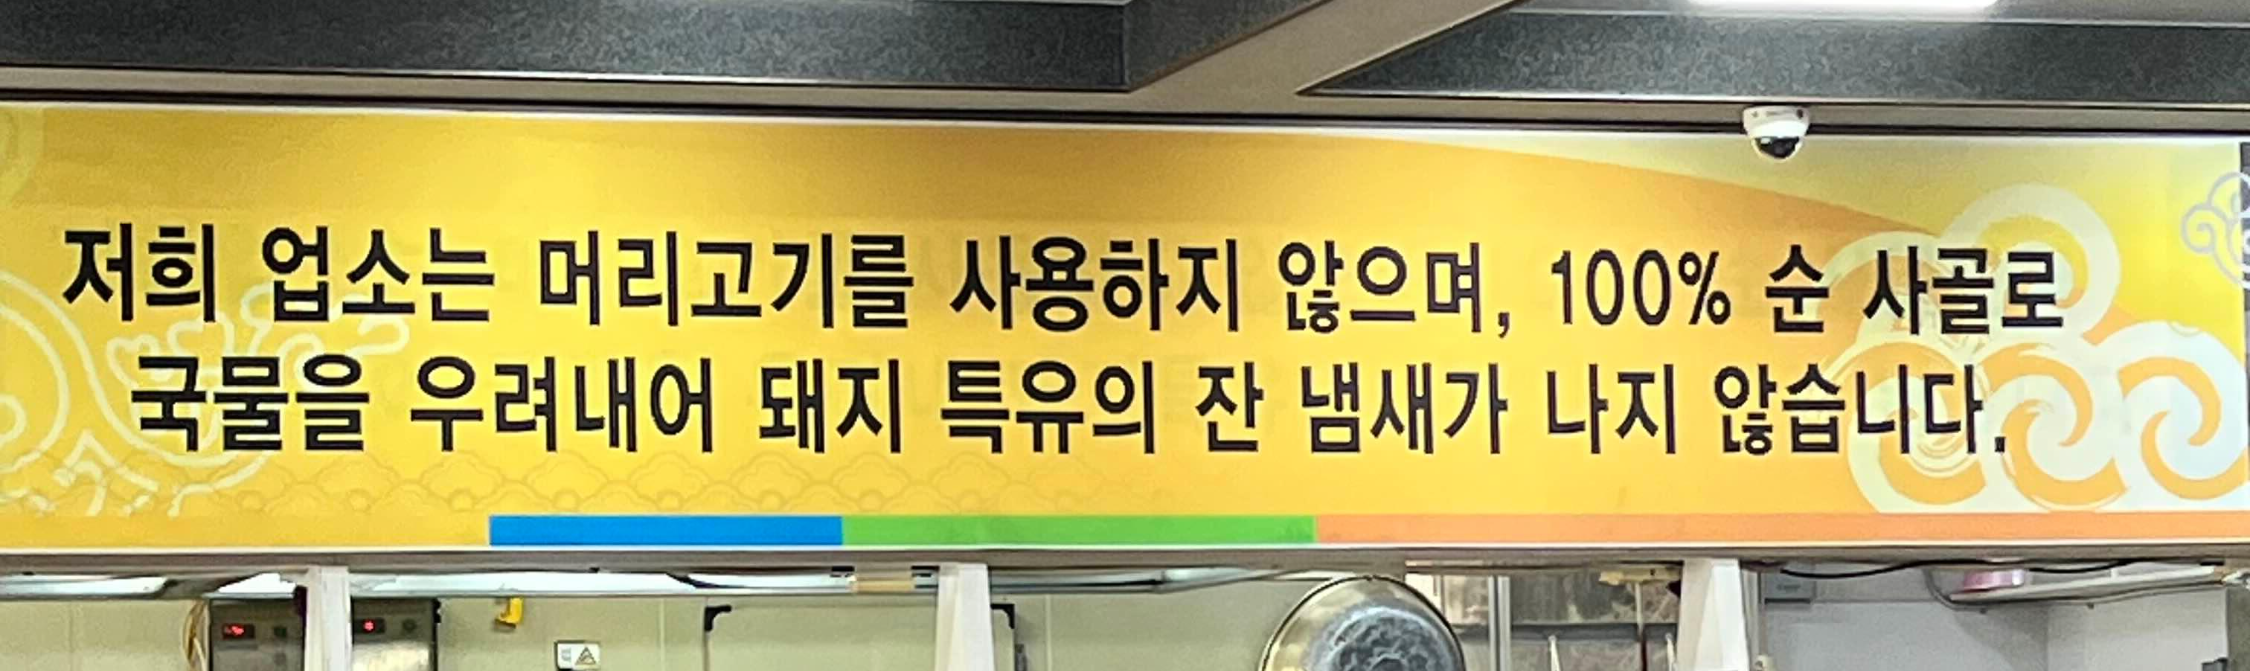 저희 업소는 머리고기를 사용하지 않으며, 100% 순 사골로
국물을 우려내어 돼지 특유의 잔 냄새가 나지 않습니다.